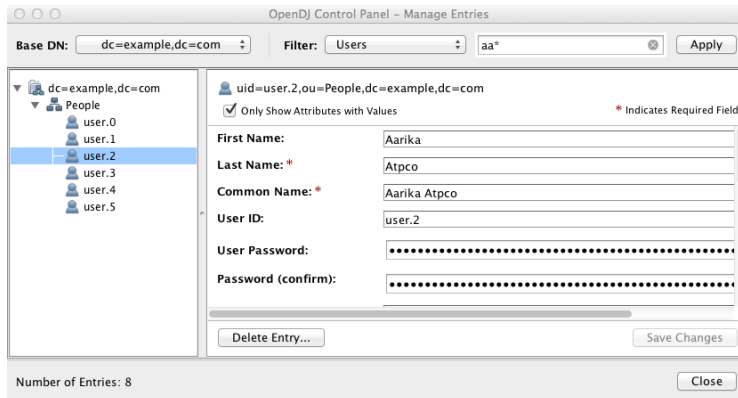 OpenDJ Control Panel – Manage Entries
Base DN: dc=example,dc=com Filter: Users aa* Apply
dc=example,dc=com
People
user.0
user.1
user.2
user.3
user.4
user.5
uid=user.2,ou=People,dc=example,dc=com
Only Show Attributes with Values * Indicates Required Field
First Name: Aarika
Last Name: * Atpco
Common Name: * Aarika Atpco
User ID: user.2
User Password: ••••••••••••••••••••••••••••••••••••••••••••••••••
Password (confirm): ••••••••••••••••••••••••••••••••••••••••••••••••••
Delete Entry... Save Changes
Number of Entries: 8 Close